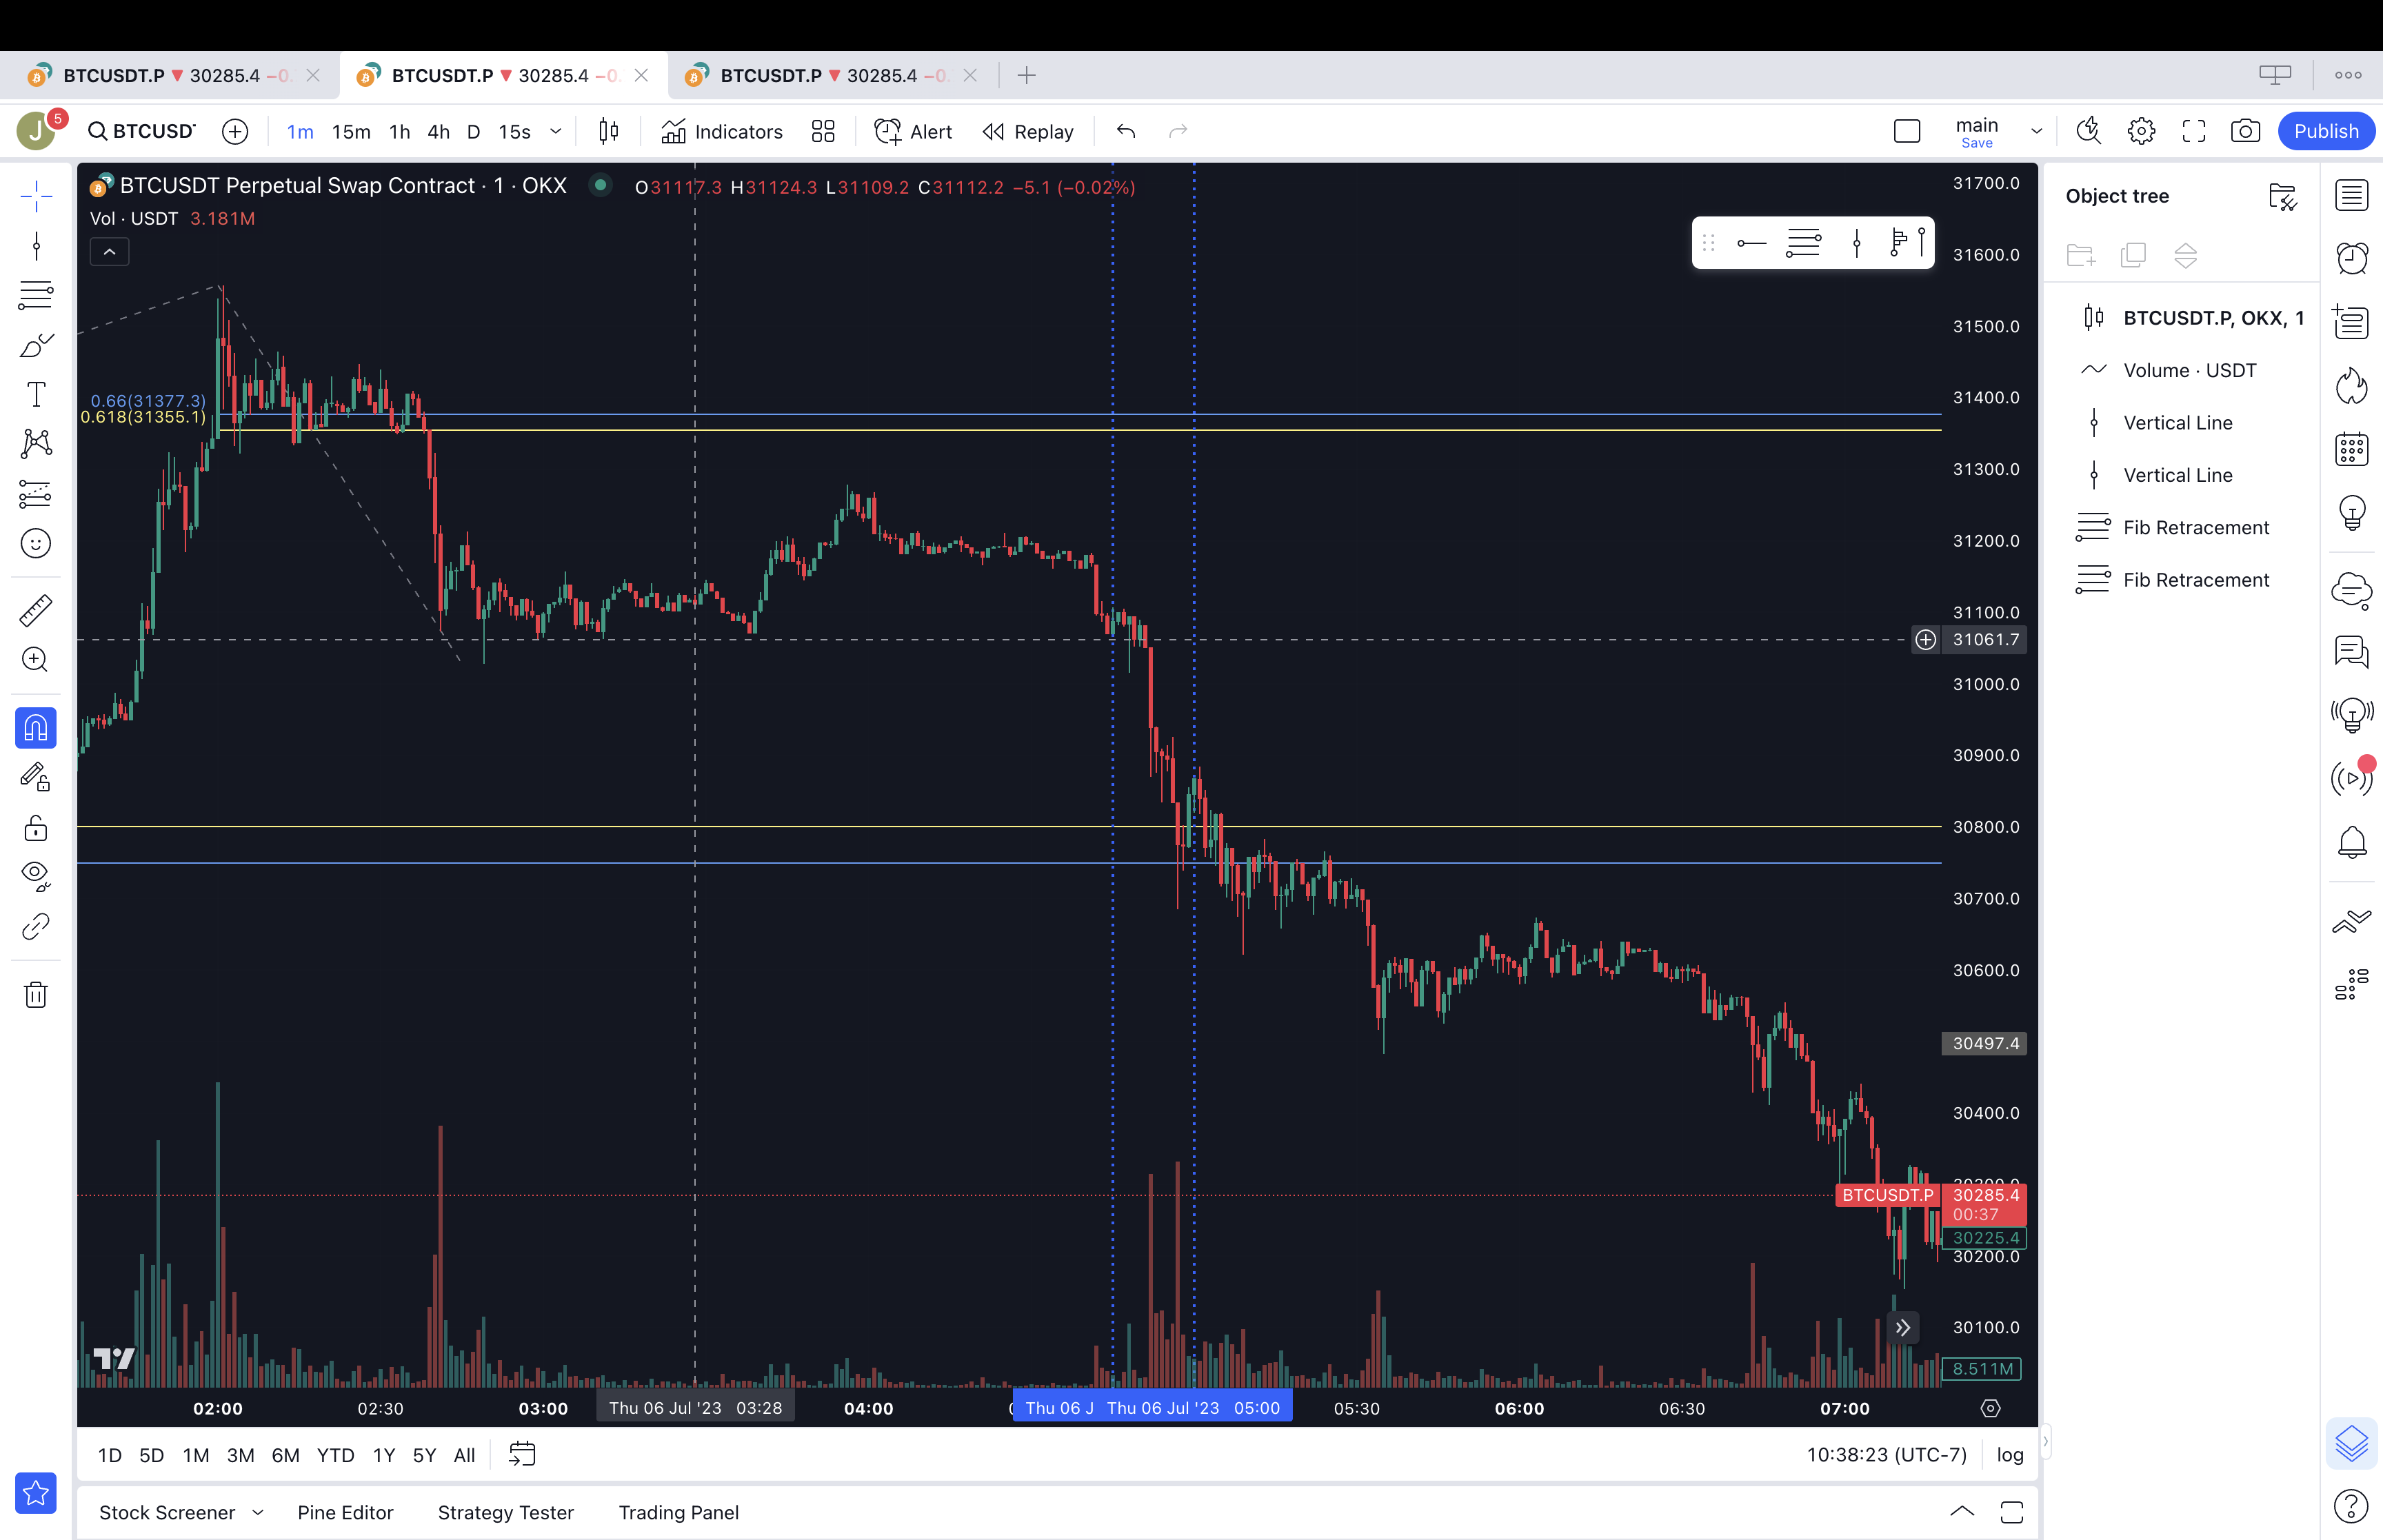 BTCUSDT.P 30285.4 −0.
BTCUSDT.P 30285.4 −0.
BTCUSDT.P 30285.4 −0.
J 5 BTCUSD 1m 15m 1h 4h D 15s Indicators Alert Replay main Save Publish
BTCUSDT Perpetual Swap Contract · 1 · OKX O31117.3 H31124.3 L31109.2 C31112.2 −5.1 (−0.02%)
Vol · USDT 3.181M
0.66(31377.3)
0.618(31355.1)
31700.0
31600.0
31500.0
31400.0
31300.0
31200.0
31100.0
31061.7
31000.0
30900.0
30800.0
30700.0
30600.0
30497.4
30400.0
30300.0
BTCUSDT.P 30285.4
00:37
30225.4
30200.0
30100.0
8.511M
02:00 02:30 03:00 Thu 06 Jul '23 03:28 04:00 Thu 06 J Thu 06 Jul '23 05:00 05:30 06:00 06:30 07:00
1D 5D 1M 3M 6M YTD 1Y 5Y All 10:38:23 (UTC-7) log
Stock Screener Pine Editor Strategy Tester Trading Panel
Object tree
BTCUSDT.P, OKX, 1
Volume · USDT
Vertical Line
Vertical Line
Fib Retracement
Fib Retracement